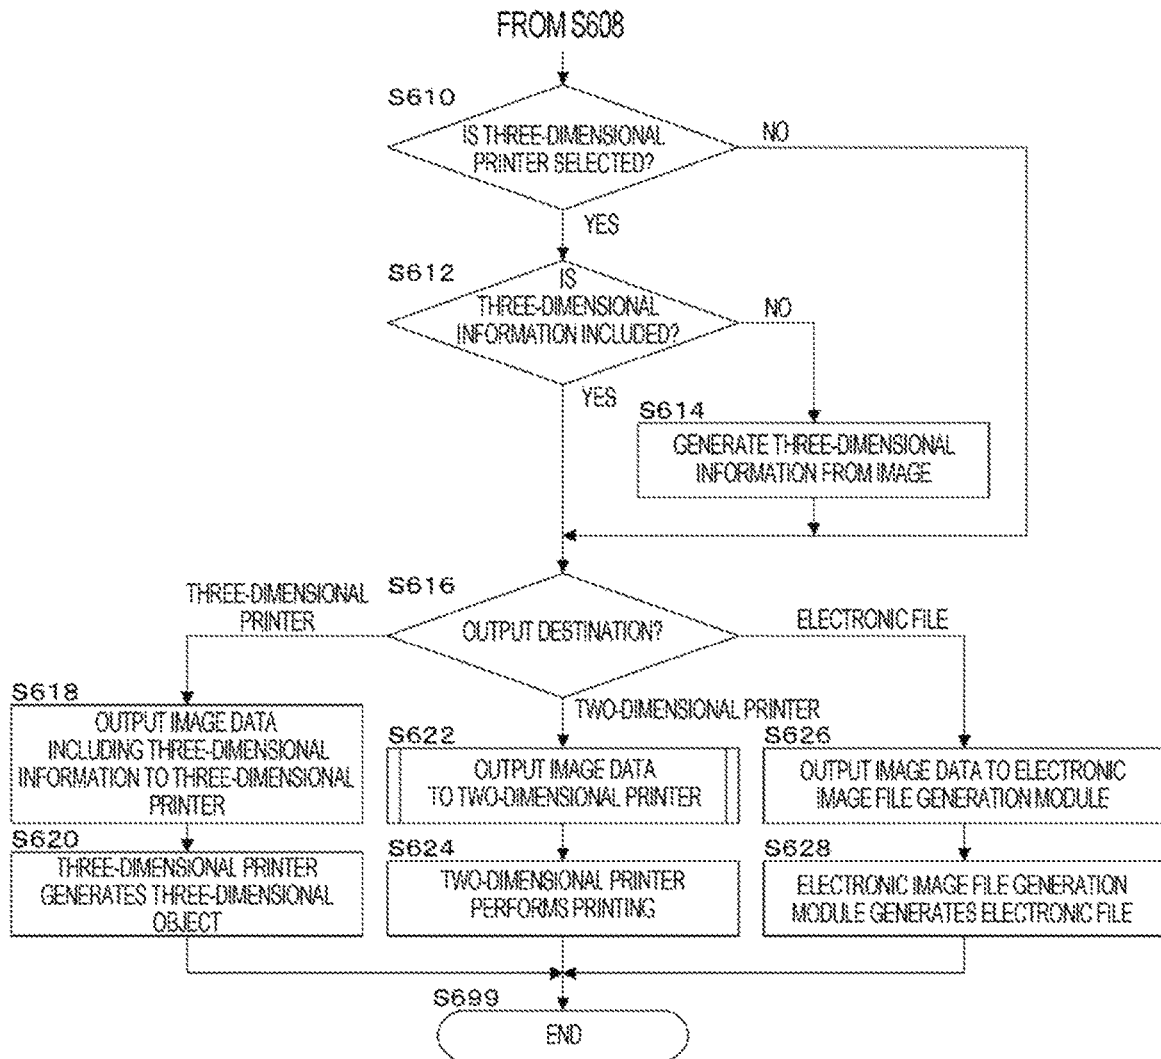 FROM S608
S610
IS THREE-DIMENSIONAL
PRINTER SELECTED?
NO
YES
S612
IS
THREE-DIMENSIONAL
INFORMATION INCLUDED?
NO
YES
S614
GENERATE THREE-DIMENSIONAL
INFORMATION FROM IMAGE
S616
OUTPUT DESTINATION?
THREE-DIMENSIONAL
PRINTER
ELECTRONIC FILE
TWO-DIMENSIONAL PRINTER
S618
OUTPUT IMAGE DATA
INCLUDING THREE-DIMENSIONAL
INFORMATION TO THREE-DIMENSIONAL
PRINTER
S622
OUTPUT IMAGE DATA
TO TWO-DIMENSIONAL PRINTER
S626
OUTPUT IMAGE DATA TO ELECTRONIC
IMAGE FILE GENERATION MODULE
S620
THREE-DIMENSIONAL PRINTER
GENERATES THREE-DIMENSIONAL
OBJECT
S624
TWO-DIMENSIONAL PRINTER
PERFORMS PRINTING
S628
ELECTRONIC IMAGE FILE GENERATION
MODULE GENERATES ELECTRONIC FILE
S699
END